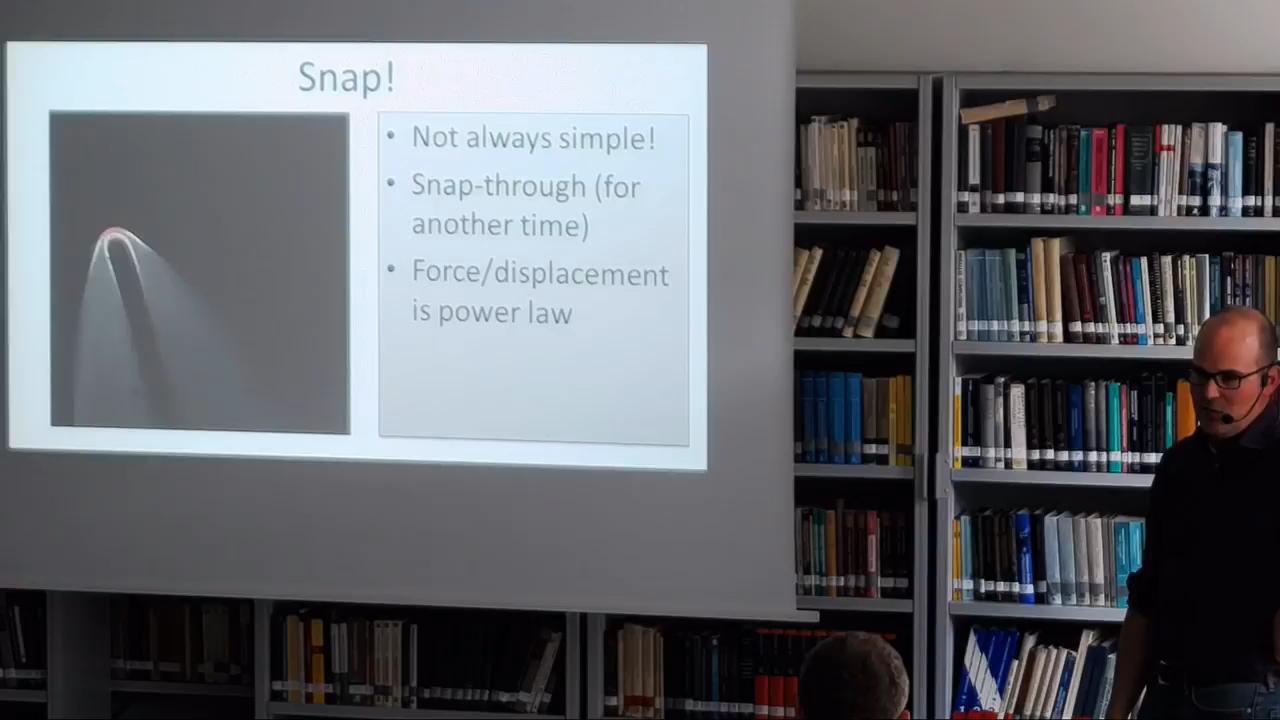 Snap!
• Not always simple!
• Snap-through (for
another time)
• Force/displacement
is power law